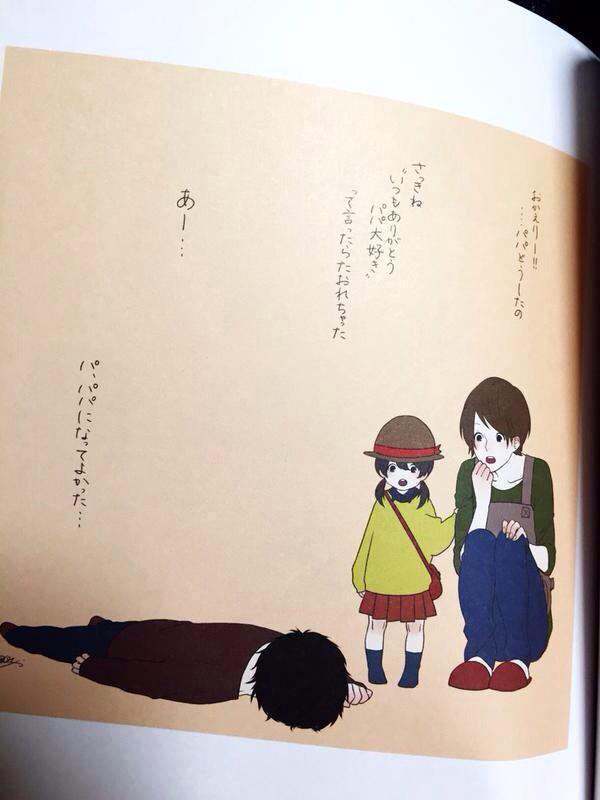 おかえりー!!
…パパどうしたの
さっきね
"いつもありがとう
パパ大好き"
って言ったらたおれちゃった
あー…
パ、パパになってよかった…